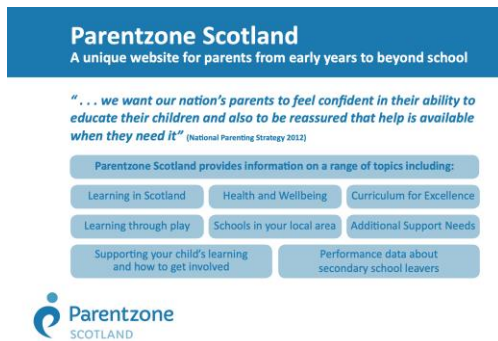 Parentzone Scotland
A unique website for parents from early years to beyond school
“ . . . we want our nation’s parents to feel confident in their ability to
educate their children and also to be reassured that help is available
when they need it” (National Parenting Strategy 2012)
Parentzone Scotland provides information on a range of topics including:
Learning in Scotland
Health and Wellbeing
Curriculum for Excellence
Learning through play
Schools in your local area
Additional Support Needs
Supporting your child’s learning
and how to get involved
Performance data about
secondary school leavers
Parentzone
SCOTLAND